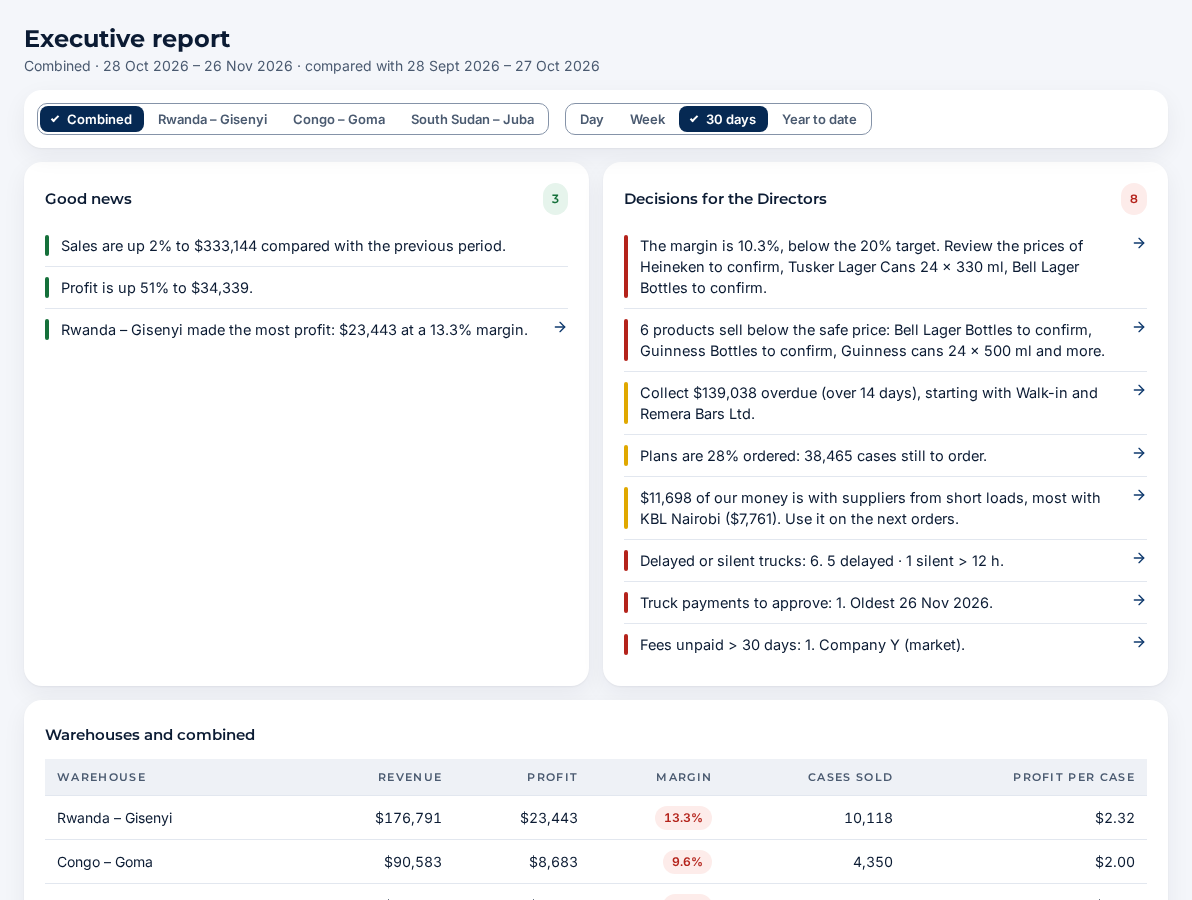 Executive report
Combined · 28 Oct 2026 – 26 Nov 2026 · compared with 28 Sept 2026 – 27 Oct 2026
Combined Rwanda – Gisenyi Congo – Goma South Sudan – Juba Day Week 30 days Year to date
Good news 3
Sales are up 2% to $333,144 compared with the previous period.
Profit is up 51% to $34,339.
Rwanda – Gisenyi made the most profit: $23,443 at a 13.3% margin.
Decisions for the Directors 8
The margin is 10.3%, below the 20% target. Review the prices of
Heineken to confirm, Tusker Lager Cans 24 × 330 ml, Bell Lager
Bottles to confirm.
6 products sell below the safe price: Bell Lager Bottles to confirm,
Guinness Bottles to confirm, Guinness cans 24 × 500 ml and more.
Collect $139,038 overdue (over 14 days), starting with Walk-in and
Remera Bars Ltd.
Plans are 28% ordered: 38,465 cases still to order.
$11,698 of our money is with suppliers from short loads, most with
KBL Nairobi ($7,761). Use it on the next orders.
Delayed or silent trucks: 6. 5 delayed · 1 silent > 12 h.
Truck payments to approve: 1. Oldest 26 Nov 2026.
Fees unpaid > 30 days: 1. Company Y (market).
Warehouses and combined
WAREHOUSE REVENUE PROFIT MARGIN CASES SOLD PROFIT PER CASE
Rwanda – Gisenyi $176,791 $23,443 13.3% 10,118 $2.32
Congo – Goma $90,583 $8,683 9.6% 4,350 $2.00